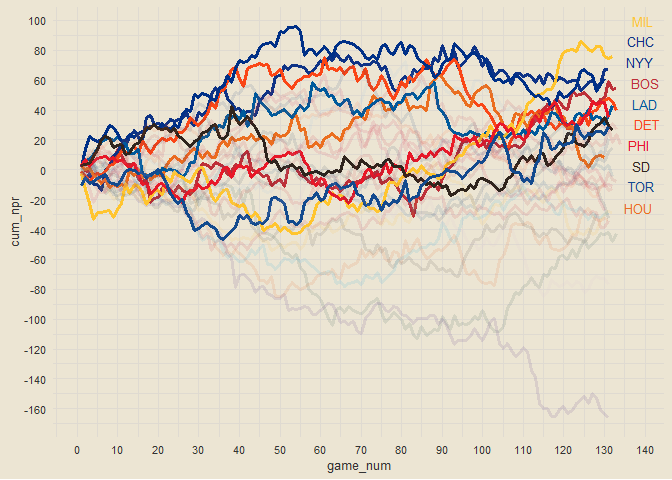 100
80
60
40
20
0
-20
-40
-60
-80
-100
-120
-140
-160
cum_npr
0 10 20 30 40 50 60 70 80 90 100 110 120 130 140
game_num
MIL
CHC
NYY
BOS
LAD
DET
PHI
SD
TOR
HOU